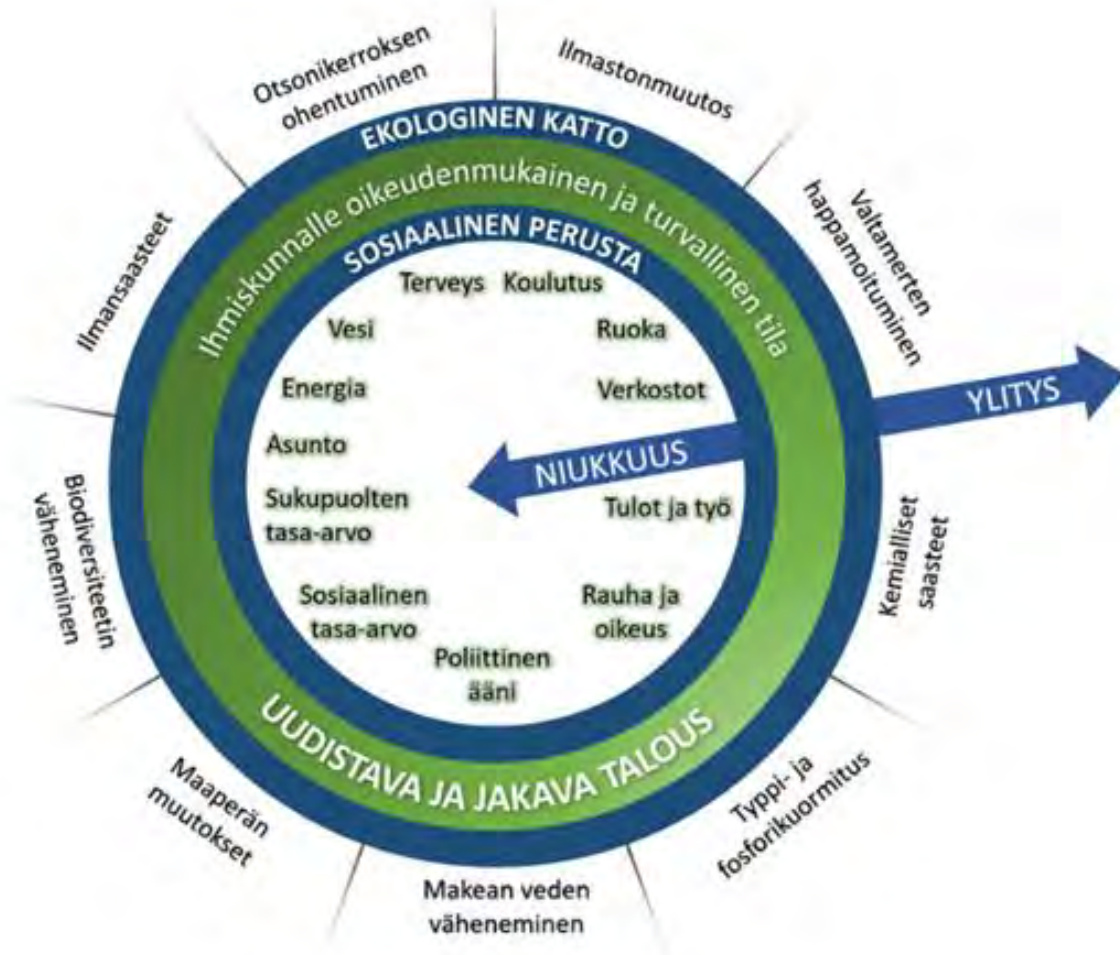 Otsonikerroksen
ohentuminen
Ilmastonmuutos
Valtamerten
happamoituminen
Ilmansaasteet
EKOLOGINEN KATTO
Ihmiskunnalle oikeudenmukainen ja turvallinen tila
SOSIAALINEN PERUSTA
Terveys
Koulutus
Vesi
Ruoka
Energia
Verkostot
YLITYS
NIUKKUUS
Asunto
Sukupuolten
tasa-arvo
Tulot ja työ
Sosiaalinen
tasa-arvo
Rauha ja
oikeus
Poliittinen
ääni
Kemialliset
saasteet
Biodiversiteetin
väheneminen
UUDISTAVA JA JAKAVA TALOUS
Maaperän
muutokset
Typpi- ja
fosforikuormitus
Makean veden
väheneminen